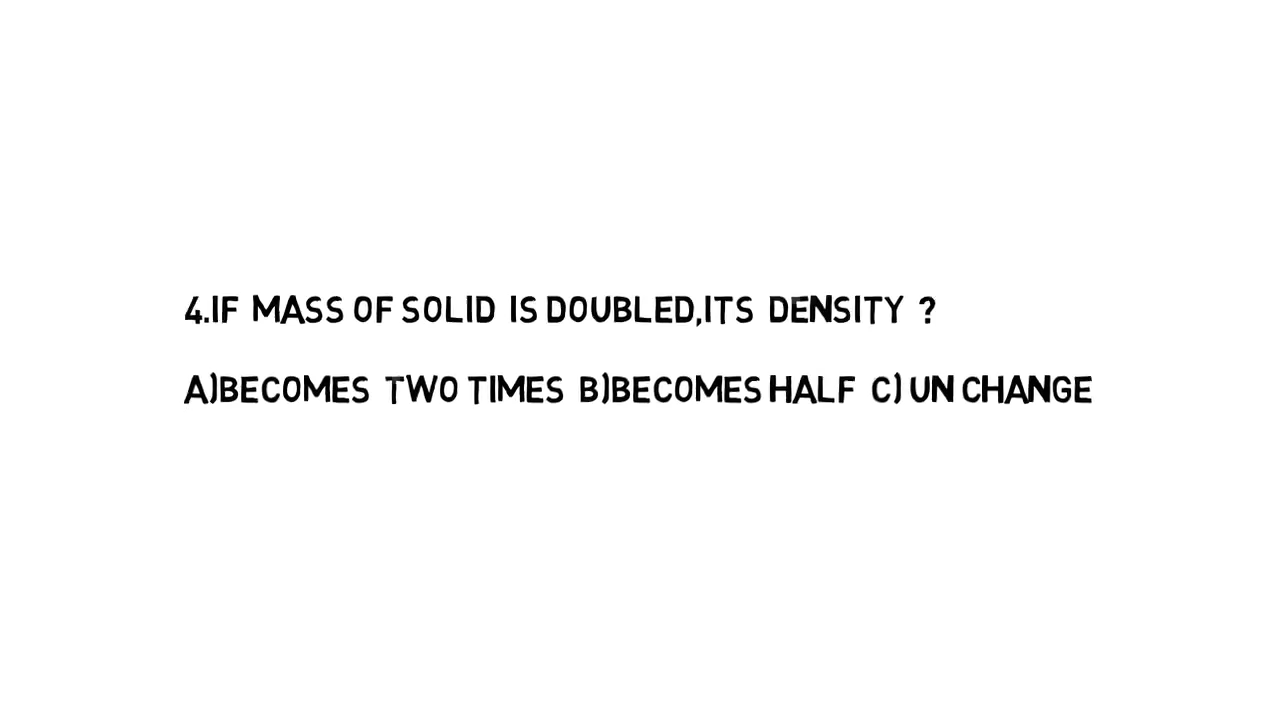 4.IF MASS OF SOLID IS DOUBLED,ITS DENSITY ?
A)BECOMES TWO TIMES B)BECOMES HALF C) UN CHANGE